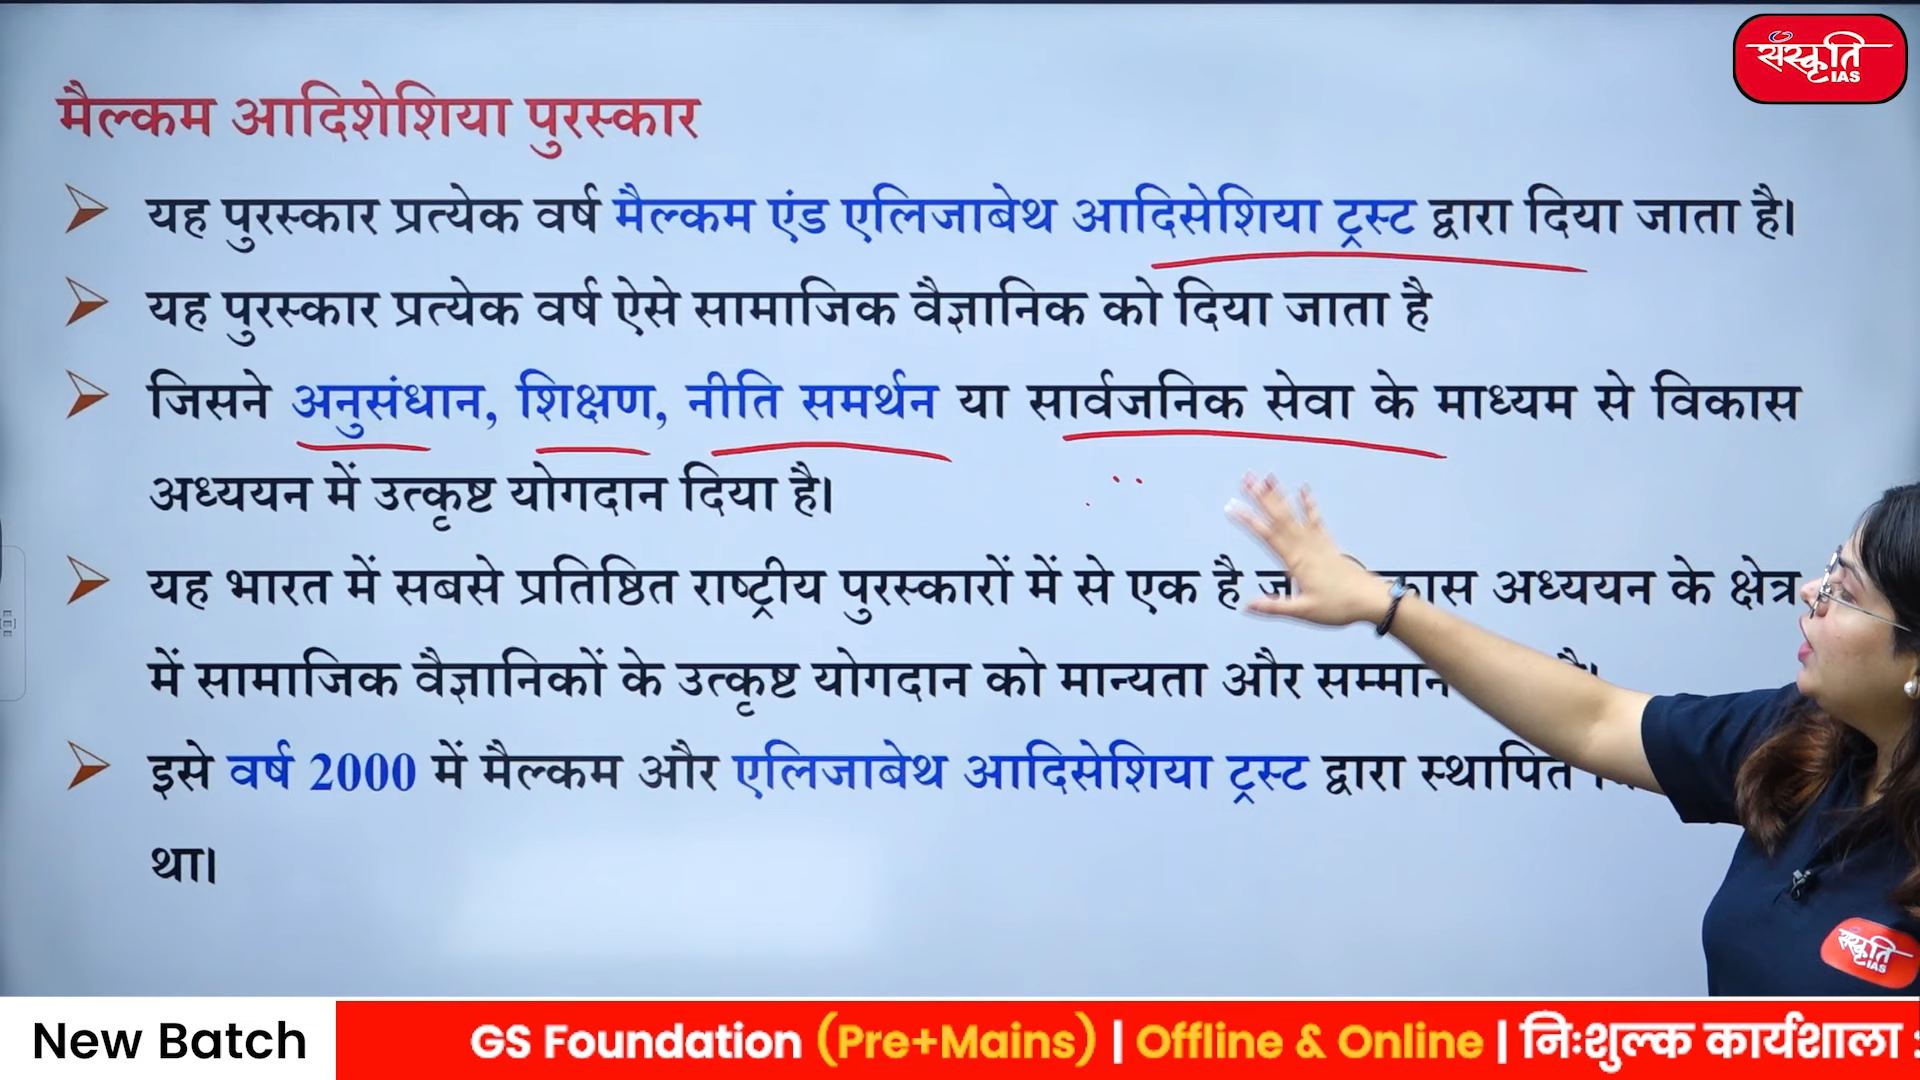 संस्कृति
IAS
मैल्कम आदिशेशिया पुरस्कार
यह पुरस्कार प्रत्येक वर्ष मैल्कम एंड एलिजाबेथ आदिसेशिया ट्रस्ट द्वारा दिया जाता है।
यह पुरस्कार प्रत्येक वर्ष ऐसे सामाजिक वैज्ञानिक को दिया जाता है
जिसने अनुसंधान, शिक्षण, नीति समर्थन या सार्वजनिक सेवा के माध्यम से विकास
अध्ययन में उत्कृष्ट योगदान दिया है।
यह भारत में सबसे प्रतिष्ठित राष्ट्रीय पुरस्कारों में से एक है अध्ययन के क्षेत्र
में सामाजिक वैज्ञानिकों के उत्कृष्ट योगदान को मान्यता और सम्मान
इसे वर्ष 2000 में मैल्कम और एलिजाबेथ आदिसेशिया ट्रस्ट द्वारा स्थापित
था।
संस्कृति
IAS
New Batch GS Foundation (Pre+Mains) | Offline & Online | निःशुल्क कार्यशाला :